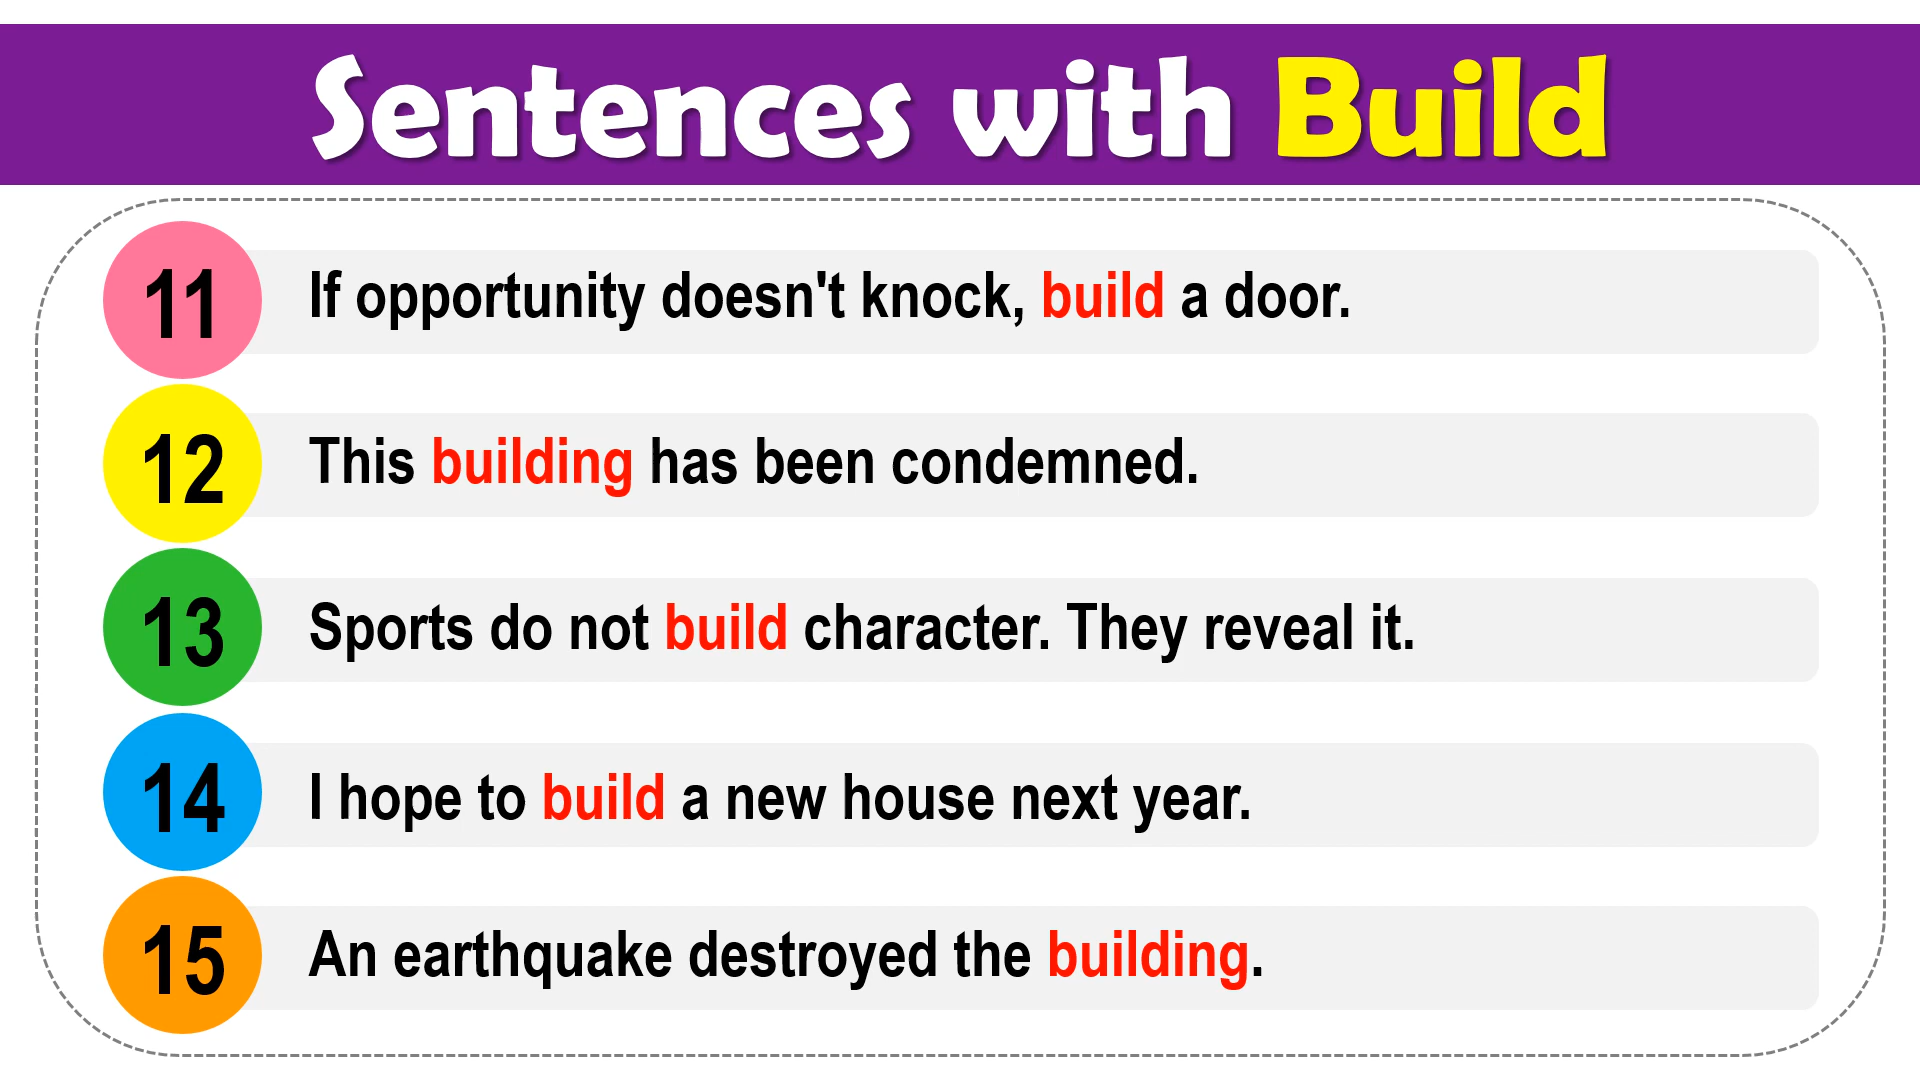 Sentences with Build
11 If opportunity doesn't knock, build a door.
12 This building has been condemned.
13 Sports do not build character. They reveal it.
14 I hope to build a new house next year.
15 An earthquake destroyed the building.